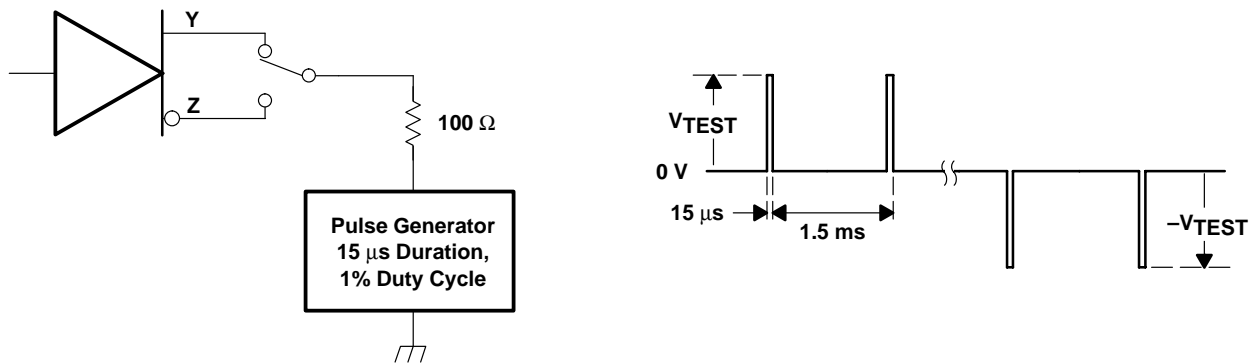 Y
Z
100 Ω
Pulse Generator
15 μs Duration,
1% Duty Cycle
VTEST
0 V
15 μs
1.5 ms
–VTEST